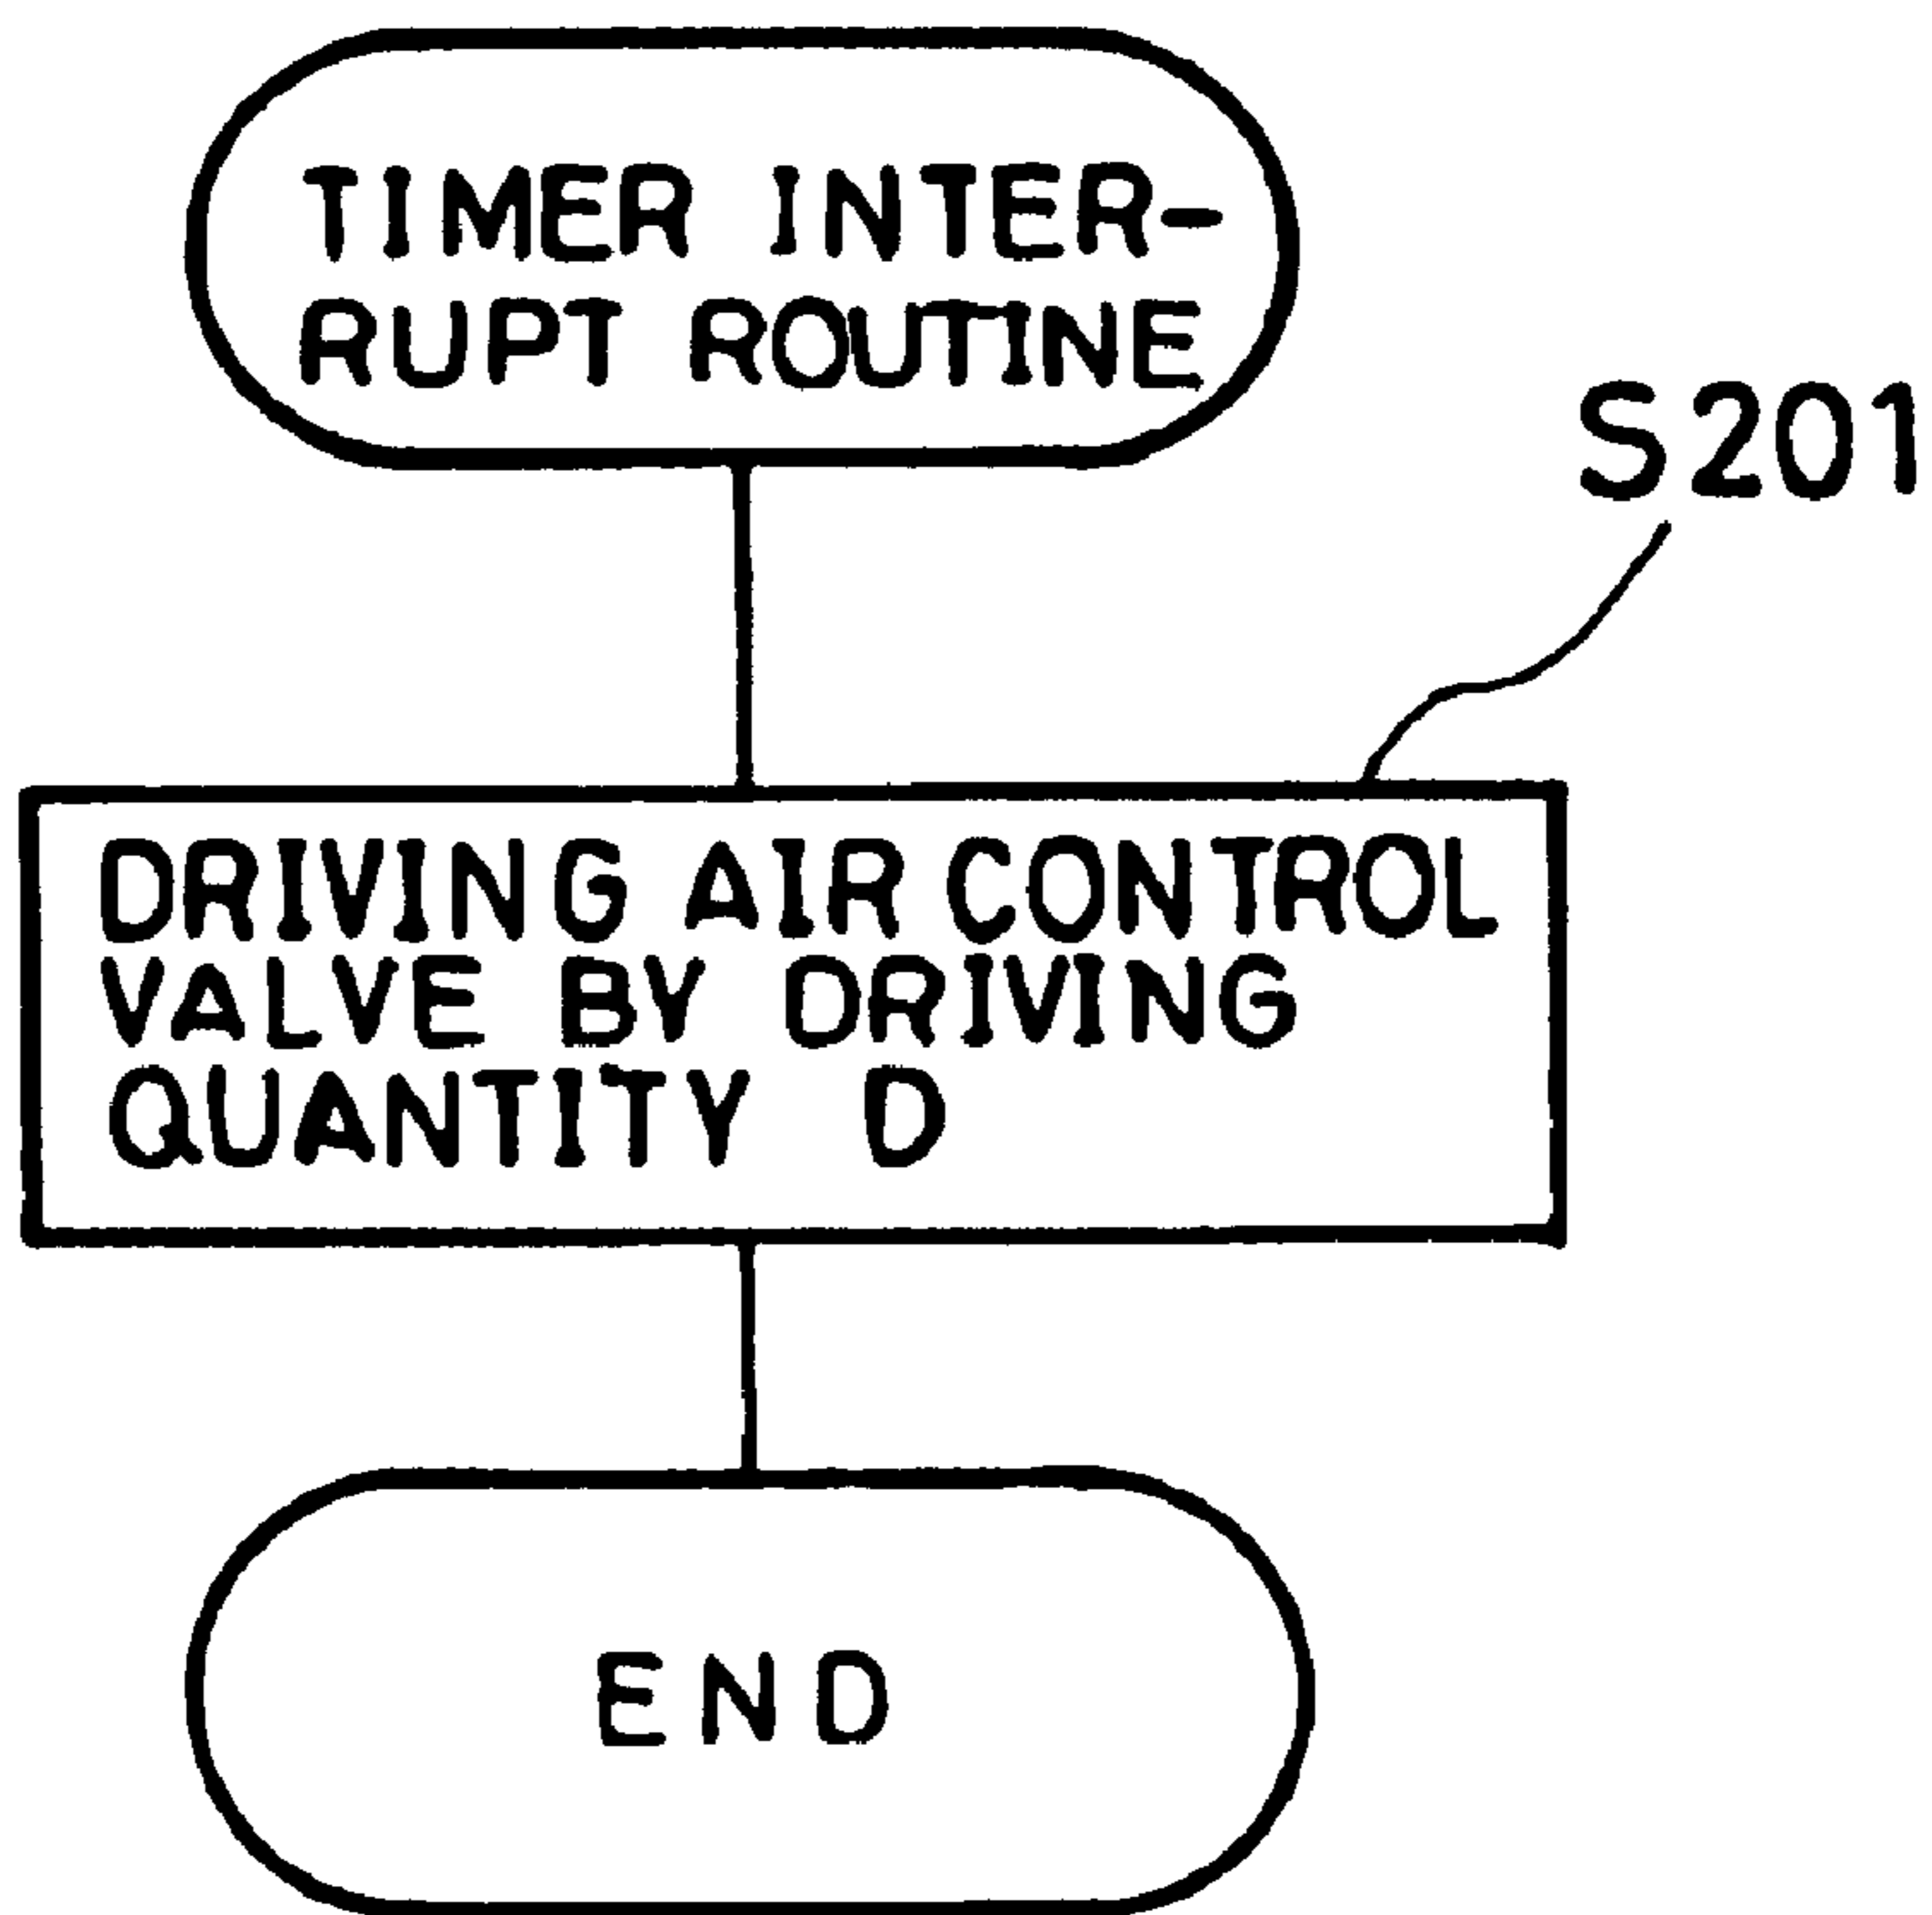 TIMER INTER-
RUPT ROUTINE
S201
DRIVING AIR CONTROL
VALVE BY DRIVING
QUANTITY D
END